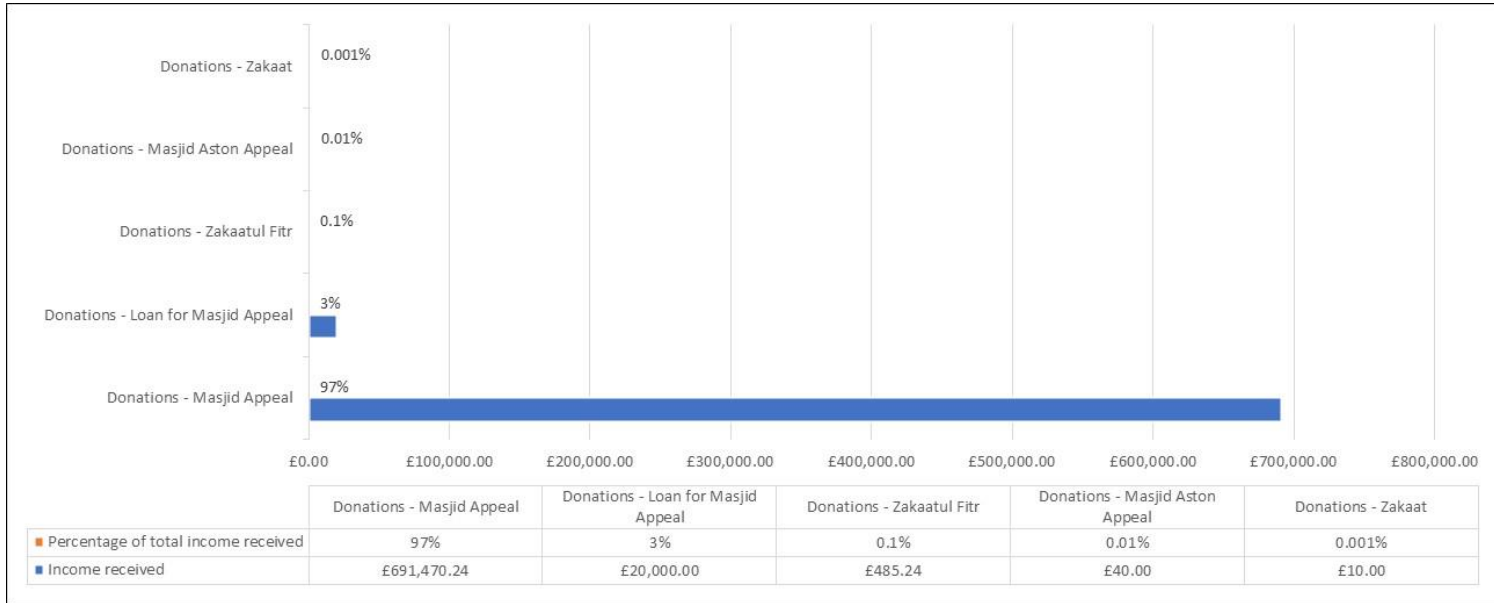 Donations - Zakaat
0.001%
Donations - Masjid Aston Appeal
0.01%
Donations - Zakaatul Fitr
0.1%
Donations - Loan for Masjid Appeal
3%
Donations - Masjid Appeal
97%
£0.00 £100,000.00 £200,000.00 £300,000.00 £400,000.00 £500,000.00 £600,000.00 £700,000.00 £800,000.00
Donations - Masjid Appeal
Donations - Loan for Masjid
Appeal
Donations - Zakaatul Fitr
Donations - Masjid Aston
Appeal
Donations - Zakaat
Percentage of total income received 97% 3% 0.1% 0.01% 0.001%
Income received £691,470.24 £20,000.00 £485.24 £40.00 £10.00